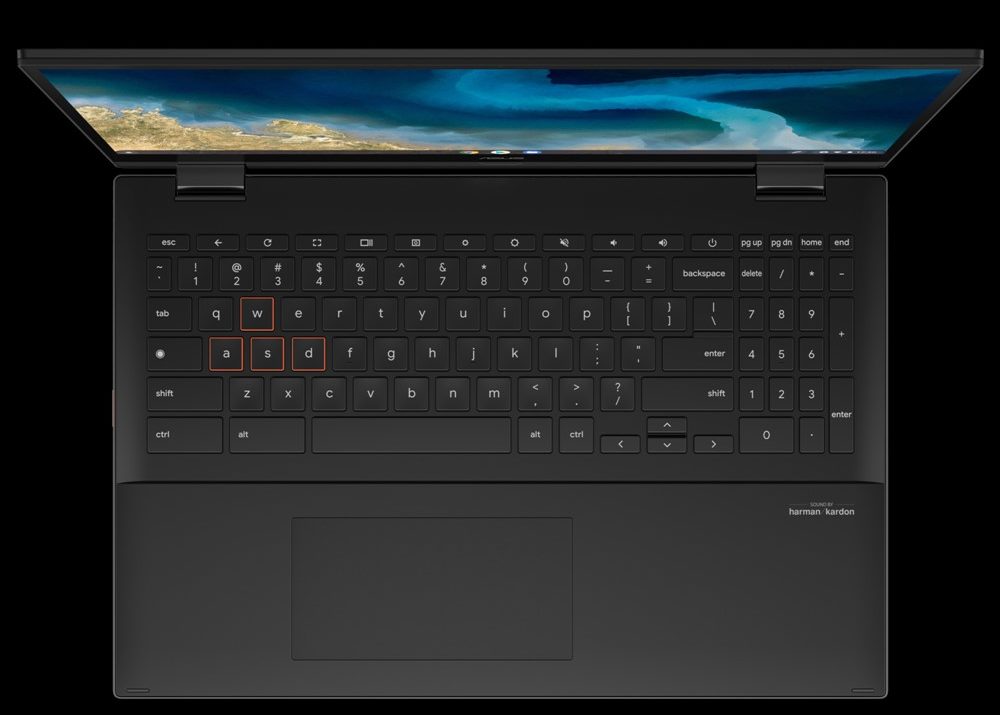 ASUS
esc pg up pg dn home end
~ ! @ # $ % ^ & * ( ) — +
` 1 2 3 4 5 6 7 8 9 0 - = backspace delete / * -
tab q w e r t y u i o p { [ } ] | \ 7 8 9
a s d f g h j k l : ; " ' enter 4 5 6 +
shift z x c v b n m < , > . ? / shift 1 2 3
enter
ctrl alt alt ctrl 0 .
SOUND BY
harman/kardon